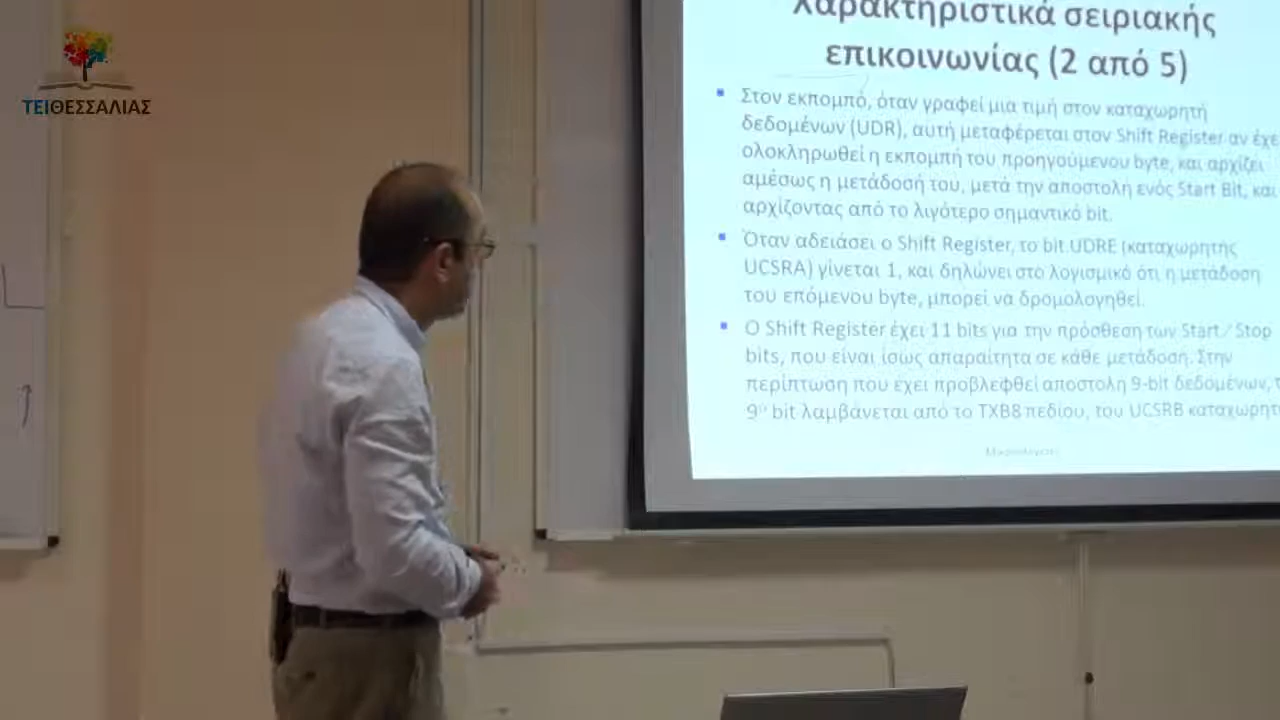 ΤΕΙΘΕΣΣΑΛΙΑΣ
Χαρακτηριστικά σειριακής
επικοινωνίας (2 από 5)
Στον εκπομπό, όταν γραφεί μια τιμή στον καταχωρητή
δεδομένων (UDR), αυτή μεταφέρεται στον Shift Register αν έχε
ολοκληρωθεί η εκπομπή του προηγούμενου byte, και αρχίζει
αμέσως η μετάδοσή του, μετά την αποστολή ενός Start Bit, και
αρχίζοντας από το λιγότερο σημαντικό bit.
Όταν αδειάσει ο Shift Register, το bit UDRE (καταχωρητής
UCSRA) γίνεται 1, και δηλώνει στο λογισμικό ότι η μετάδοση
του επόμενου byte, μπορεί να δρομολογηθεί.
Ο Shift Register έχει 11 bits για την πρόσθεση των Start / Stop
bits, που είναι ίσως απαραίτητα σε κάθε μετάδοση. Στην
περίπτωση που έχει προβλεφθεί αποστολή 9-bit δεδομένων, τ
9ο bit λαμβάνεται από το TXB8 πεδίου, του UCSRB καταχωρητ